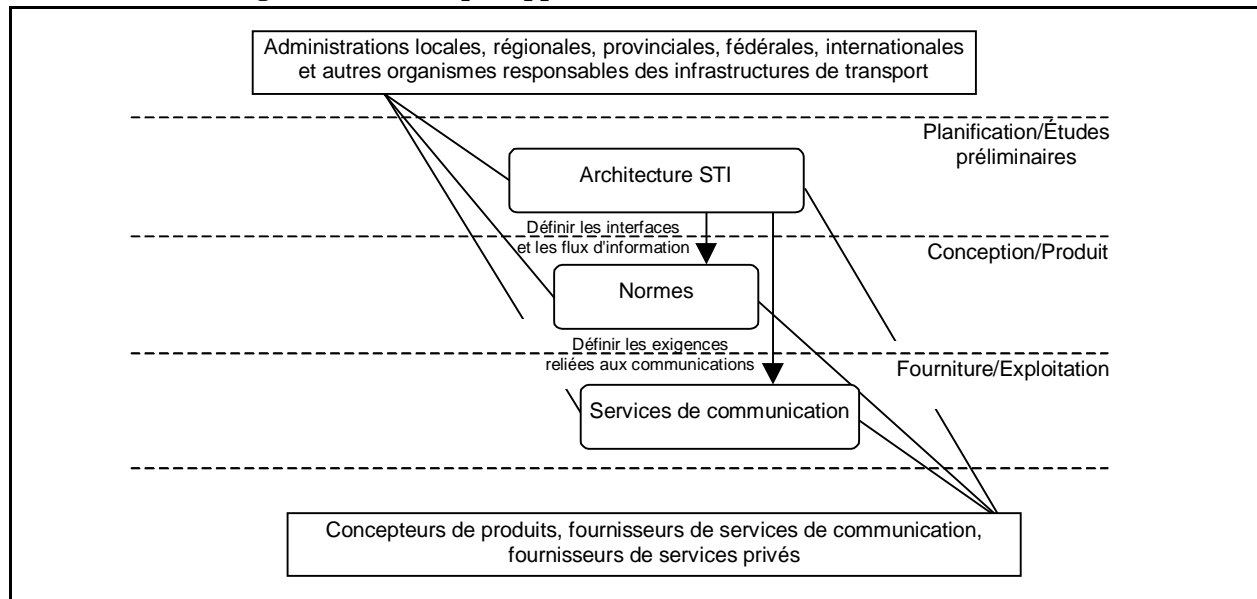 Administrations locales, régionales, provinciales, fédérales, internationales
et autres organismes responsables des infrastructures de transport
Planification/Études
préliminaires
Architecture STI
Définir les interfaces
et les flux d'information
Conception/Produit
Normes
Définir les exigences
reliées aux communications
Fourniture/Exploitation
Services de communication
Concepteurs de produits, fournisseurs de services de communication,
fournisseurs de services privés